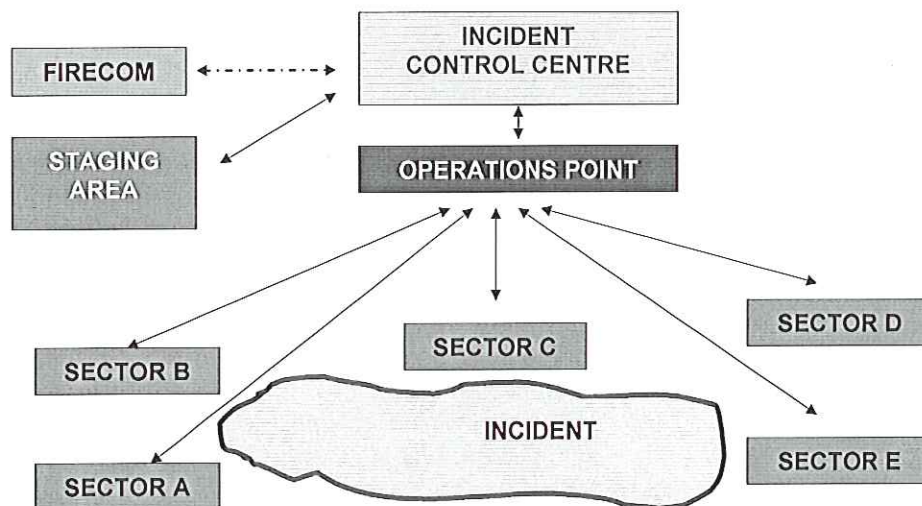 INCIDENT
CONTROL CENTRE
FIRECOM
STAGING
AREA
OPERATIONS POINT
SECTOR D
SECTOR C
SECTOR B
INCIDENT
SECTOR E
SECTOR A